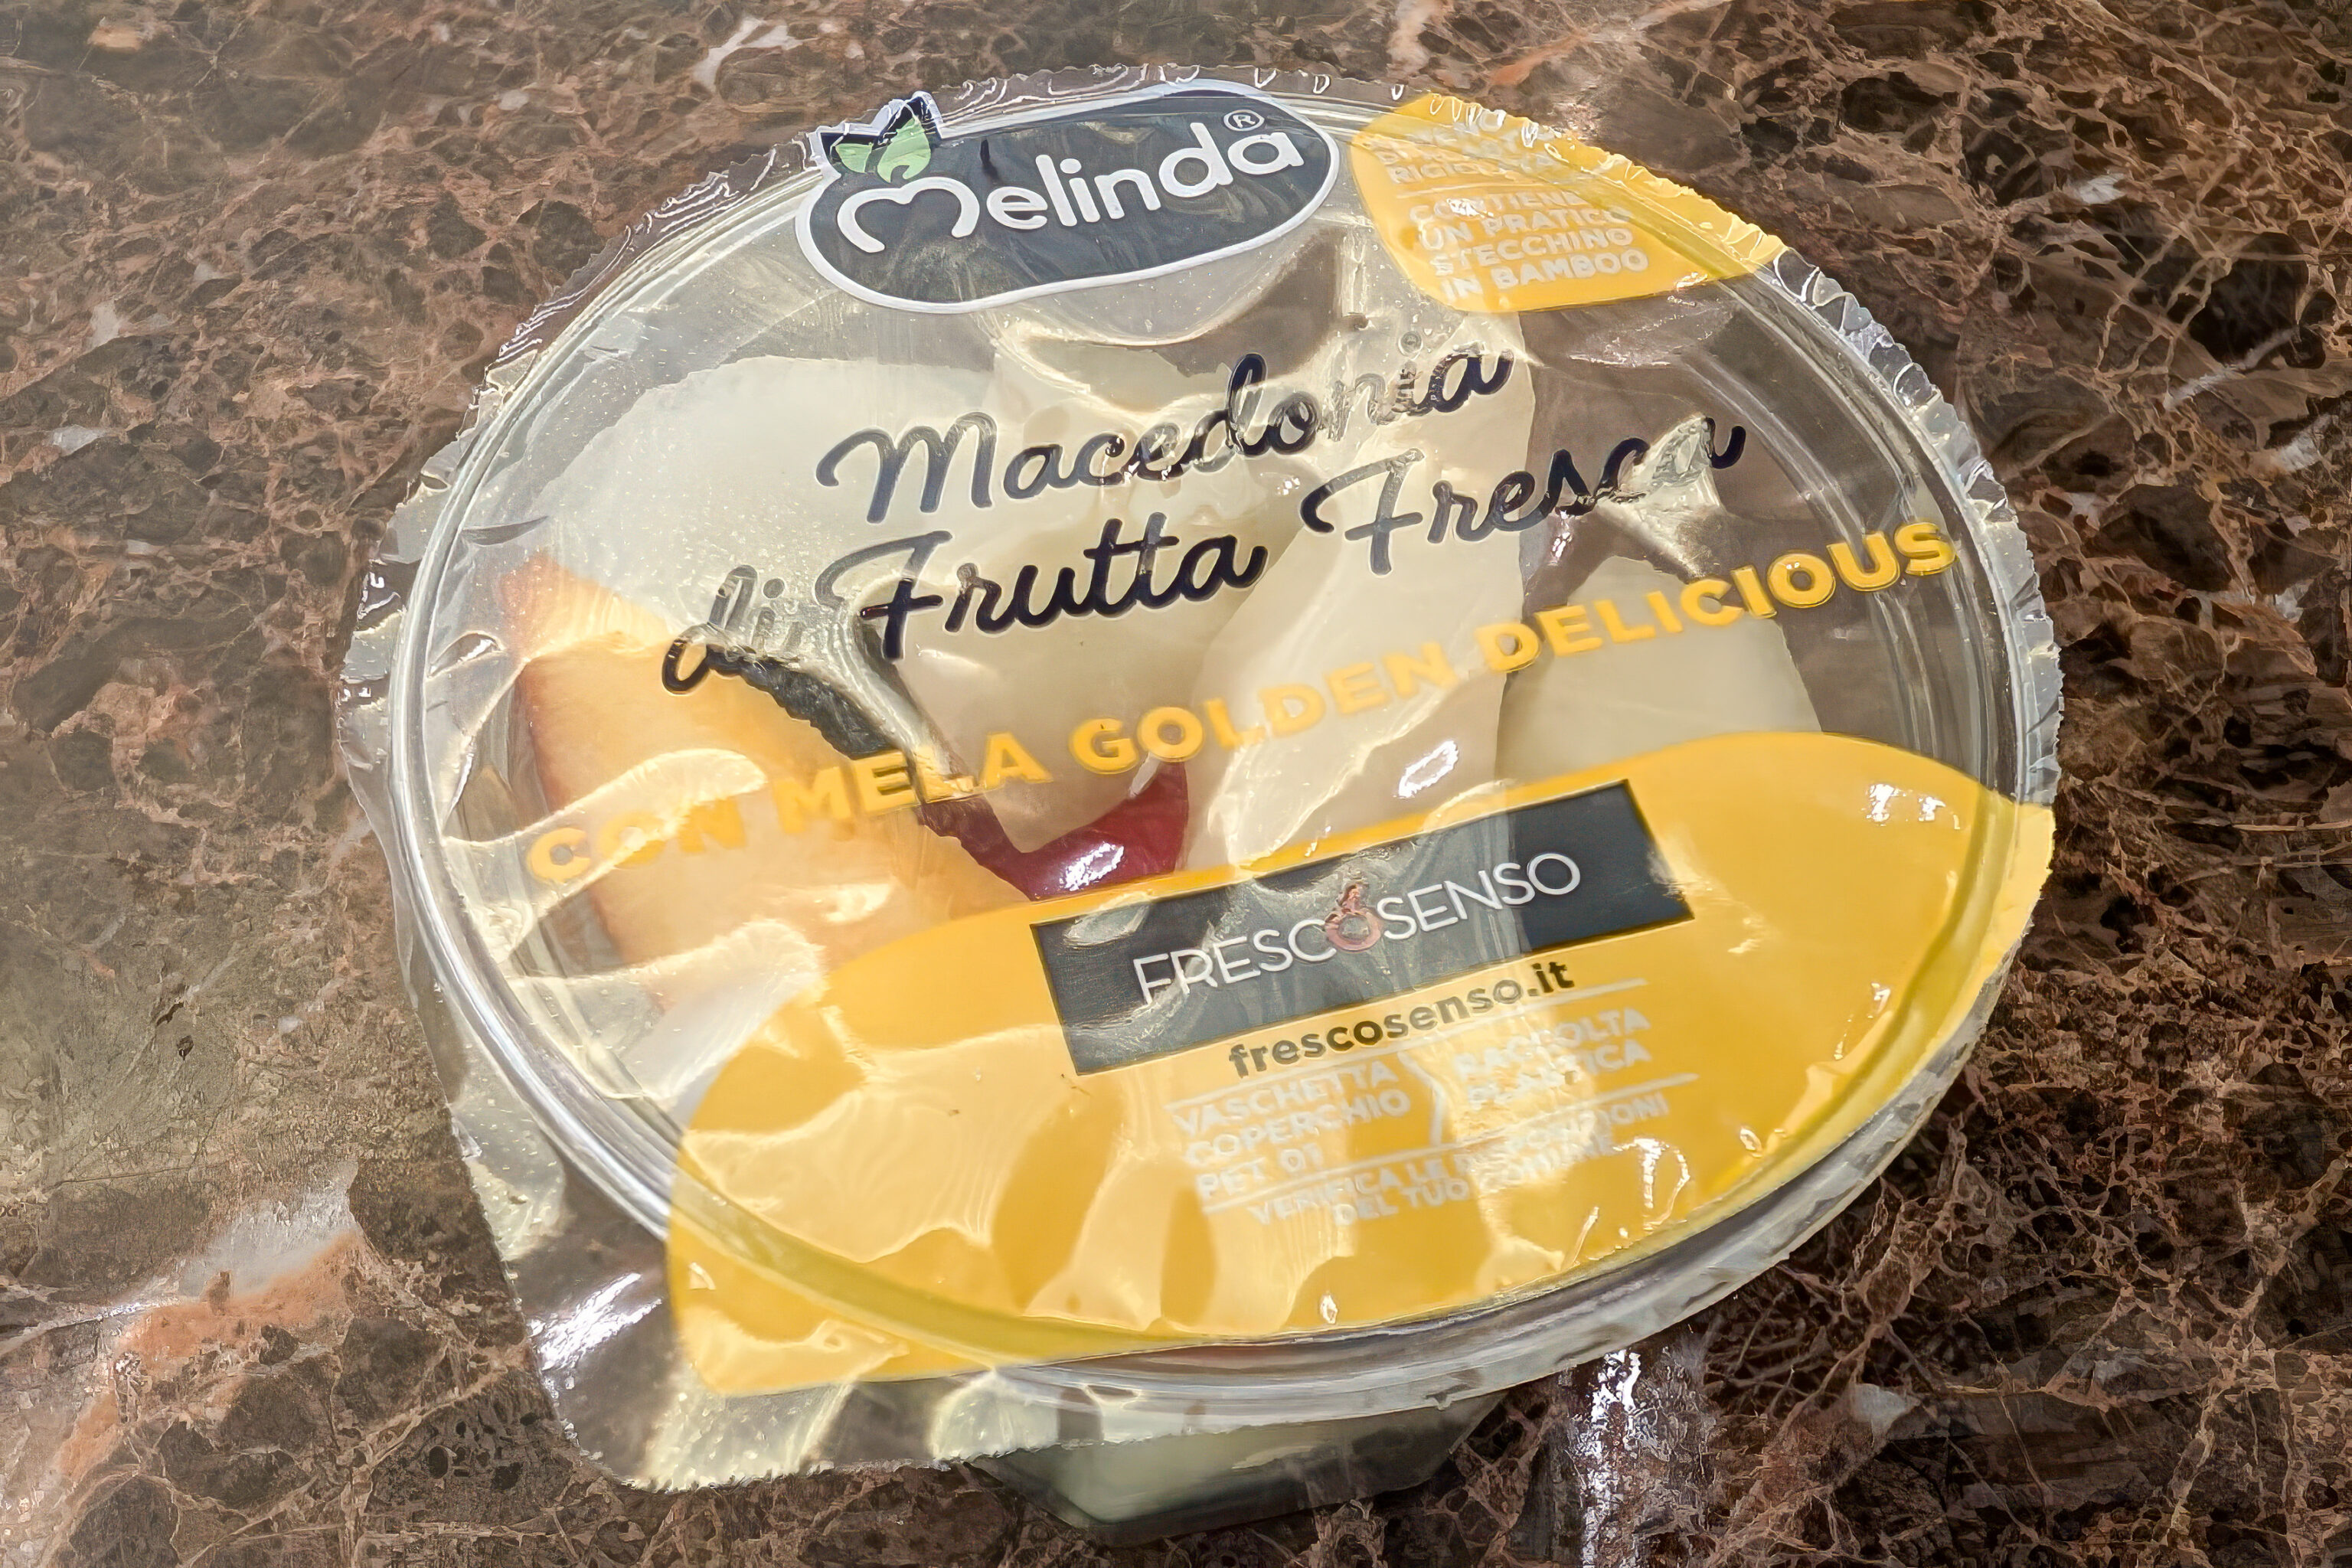 Melinda®
RICICLATA
CONTIENE
UN PRATICO
STECCHINO
IN BAMBOO
Macedonia
di Frutta Fresca
CON MELA GOLDEN DELICIOUS
FRESCOSENSO
frescosenso.it
VASCHETTA
COPERCHIO
PET 01
RACCOLTA
PLASTICA
VERIFICA LE DISPOSIZIONI
DEL TUO COMUNE